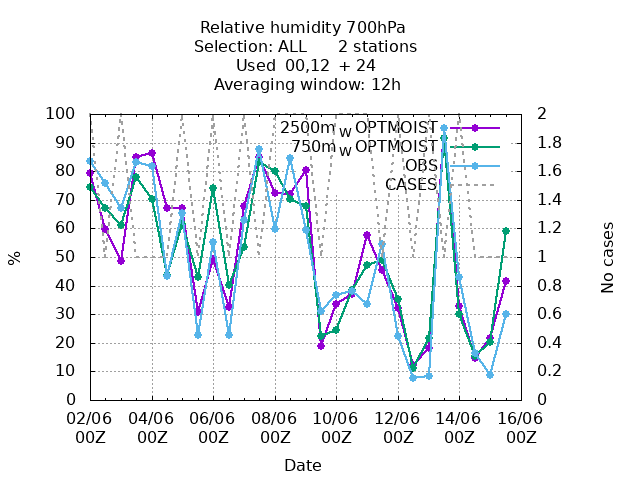 Relative humidity 700hPa
Selection: ALL 2 stations
Used 00,12 + 24
Averaging window: 12h
100 90 80 70 60 50 40 30 20 10 0
%
2500m W OPTMOIST
750m W OPTMOIST
OBS
CASES
2 1.8 1.6 1.4 1.2 1 0.8 0.6 0.4 0.2 0
No cases
02/06 04/06 06/06 08/06 10/06 12/06 14/06 16/06
00Z 00Z 00Z 00Z 00Z 00Z 00Z 00Z
Date